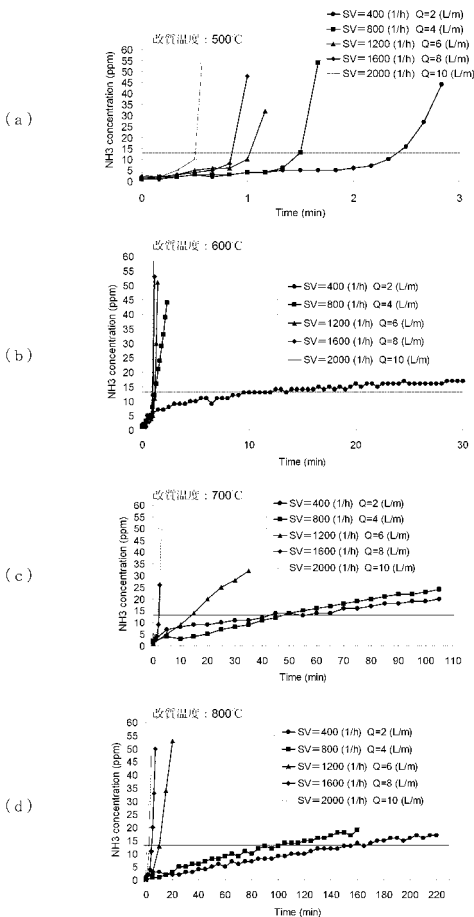 (a)
改質温度：500℃
SV=400 (1/h) Q=2 (L/m)
SV=800 (1/h) Q=4 (L/m)
SV=1200 (1/h) Q=6 (L/m)
SV=1600 (1/h) Q=8 (L/m)
SV=2000 (1/h) Q=10 (L/m)
NH3 concentration (ppm)
60
55
50
45
40
35
30
25
20
15
10
5
0
0 1 2 3
Time (min)
(b)
改質温度：600℃
SV=400 (1/h) Q=2 (L/m)
SV=800 (1/h) Q=4 (L/m)
SV=1200 (1/h) Q=6 (L/m)
SV=1600 (1/h) Q=8 (L/m)
SV=2000 (1/h) Q=10 (L/m)
NH3 concentration (ppm)
60
55
50
45
40
35
30
25
20
15
10
5
0
0 10 20 30
Time (min)
(c)
改質温度：700℃
SV=400 (1/h) Q=2 (L/m)
SV=800 (1/h) Q=4 (L/m)
SV=1200 (1/h) Q=6 (L/m)
SV=1600 (1/h) Q=8 (L/m)
SV=2000 (1/h) Q=10 (L/m)
NH3 concentration (ppm)
60
55
50
45
40
35
30
25
20
15
10
5
0
0 10 20 30 40 50 60 70 80 90 100 110
Time (min)
(d)
改質温度：800℃
SV=400 (1/h) Q=2 (L/m)
SV=800 (1/h) Q=4 (L/m)
SV=1200 (1/h) Q=6 (L/m)
SV=1600 (1/h) Q=8 (L/m)
SV=2000 (1/h) Q=10 (L/m)
NH3 concentration (ppm)
60
55
50
45
40
35
30
25
20
15
10
5
0
0 20 40 60 80 100 120 140 160 180 200 220
Time (min)